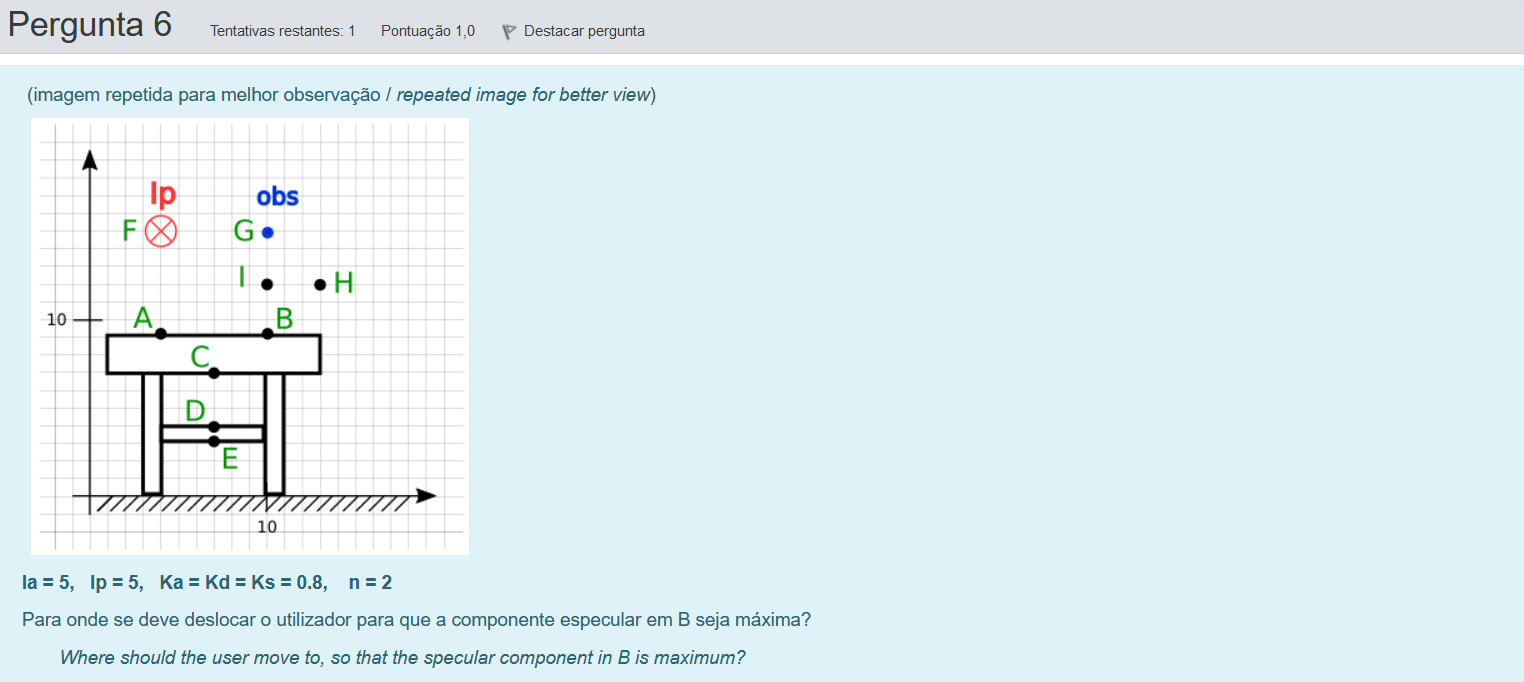 Pergunta 6 Tentativas restantes: 1 Pontuação 1,0 Destacar pergunta
(imagem repetida para melhor observação / repeated image for better view)
Ip obs
F G
I H
10 A B
C
D
E
10
Ia = 5, Ip = 5, Ka = Kd = Ks = 0.8, n = 2
Para onde se deve deslocar o utilizador para que a componente especular em B seja máxima?
Where should the user move to, so that the specular component in B is maximum?